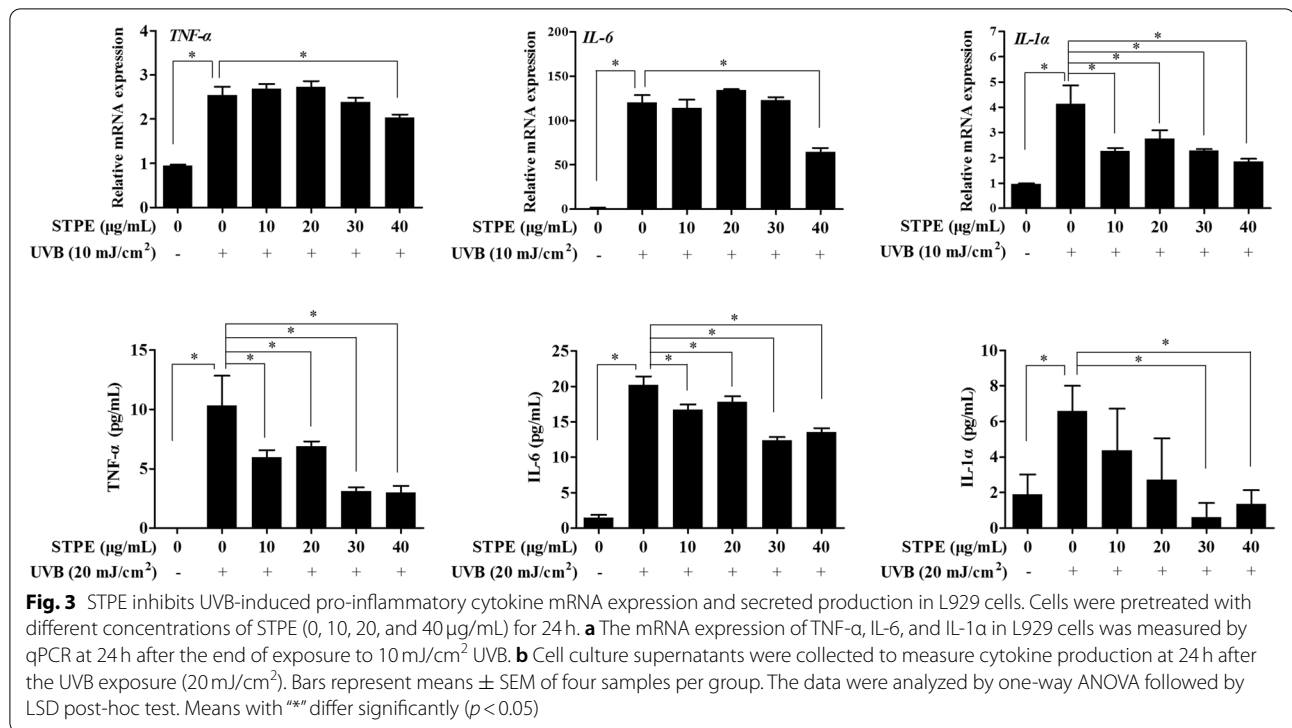 TNF-α
Relative mRNA expression
4
3
2
1
0
*
*
STPE (μg/mL) 0 0 10 20 30 40
UVB (10 mJ/cm²) - + + + + +
IL-6
Relative mRNA expression
200
150
100
50
0
*
*
STPE (μg/mL) 0 0 10 20 30 40
UVB (10 mJ/cm²) - + + + + +
IL-1α
Relative mRNA expression
7
6
5
4
3
2
1
0
*
*
*
*
*
STPE (μg/mL) 0 0 10 20 30 40
UVB (10 mJ/cm²) - + + + + +
TNF-α (pg/mL)
15
10
5
0
*
*
*
*
*
STPE (μg/mL) 0 0 10 20 30 40
UVB (20 mJ/cm²) - + + + + +
IL-6 (pg/mL)
25
20
15
10
5
0
*
*
*
*
*
STPE (μg/mL) 0 0 10 20 30 40
UVB (20 mJ/cm²) - + + + + +
IL-1α (pg/mL)
10
8
6
4
2
0
*
*
*
STPE (μg/mL) 0 0 10 20 30 40
UVB (20 mJ/cm²) - + + + + +
Fig. 3 STPE inhibits UVB-induced pro-inflammatory cytokine mRNA expression and secreted production in L929 cells. Cells were pretreated with
different concentrations of STPE (0, 10, 20, and 40 μg/mL) for 24 h. a The mRNA expression of TNF-α, IL-6, and IL-1α in L929 cells was measured by
qPCR at 24 h after the end of exposure to 10 mJ/cm² UVB. b Cell culture supernatants were collected to measure cytokine production at 24 h after
the UVB exposure (20 mJ/cm²). Bars represent means ± SEM of four samples per group. The data were analyzed by one-way ANOVA followed by
LSD post-hoc test. Means with "*" differ significantly (p < 0.05)